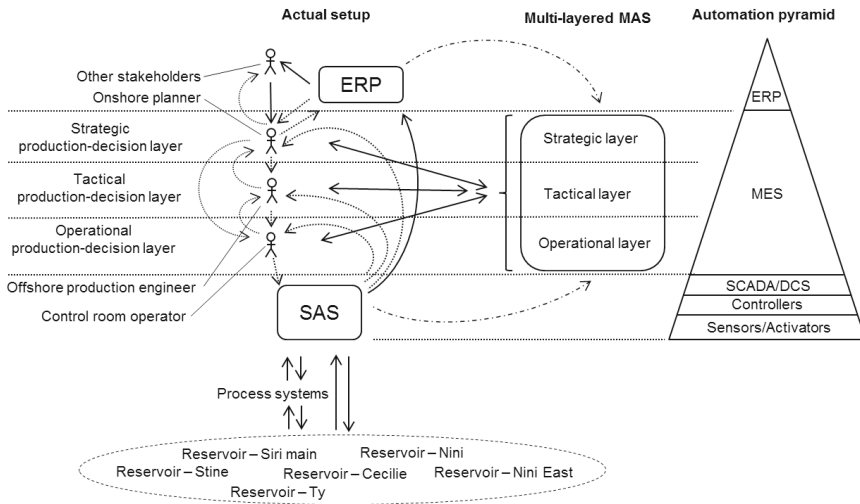 Actual setup
Multi-layered MAS
Automation pyramid
Other stakeholders
Onshore planner
ERP
ERP
Strategic
production-decision layer
Strategic layer
Tactical
production-decision layer
Tactical layer
MES
Operational
production-decision layer
Operational layer
Offshore production engineer
Control room operator
SAS
SCADA/DCS
Controllers
Sensors/Activators
Process systems
Reservoir – Siri main
Reservoir – Nini
Reservoir – Stine
Reservoir – Cecilie
Reservoir – Nini East
Reservoir – Ty